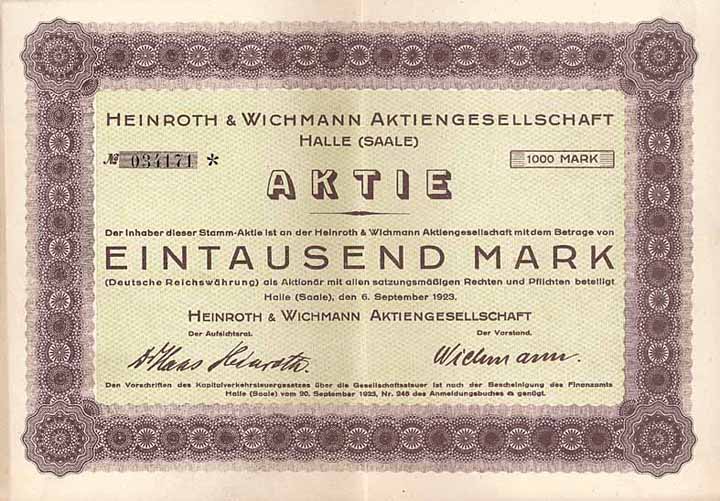 HEINROTH & WICHMANN AKTIENGESELLSCHAFT
HALLE (SAALE)
№ 034171 *
1000 MARK
AKTIE
Der Inhaber dieser Stamm-Aktie ist an der Heinroth & Wichmann Aktiengesellschaft mit dem Betrage von
EINTAUSEND MARK
(Deutsche Reichswährung) als Aktionär mit allen satzungsmäßigen Rechten und Pflichten beteiligt
Halle (Saale), den 6. September 1923.
HEINROTH & WICHMANN AKTIENGESELLSCHAFT
Der Aufsichtsrat. Der Vorstand.
Dr Hans Heinroth. Wichmann.
Den Vorschriften des Kapitalverkehrsteuergesetzes über die Gesellschaftsteuer ist nach der Bescheinigung des Finanzamts
Halle (Saale) vom 20. September 1923, Nr. 248 des Anmeldungsbuches genügt.